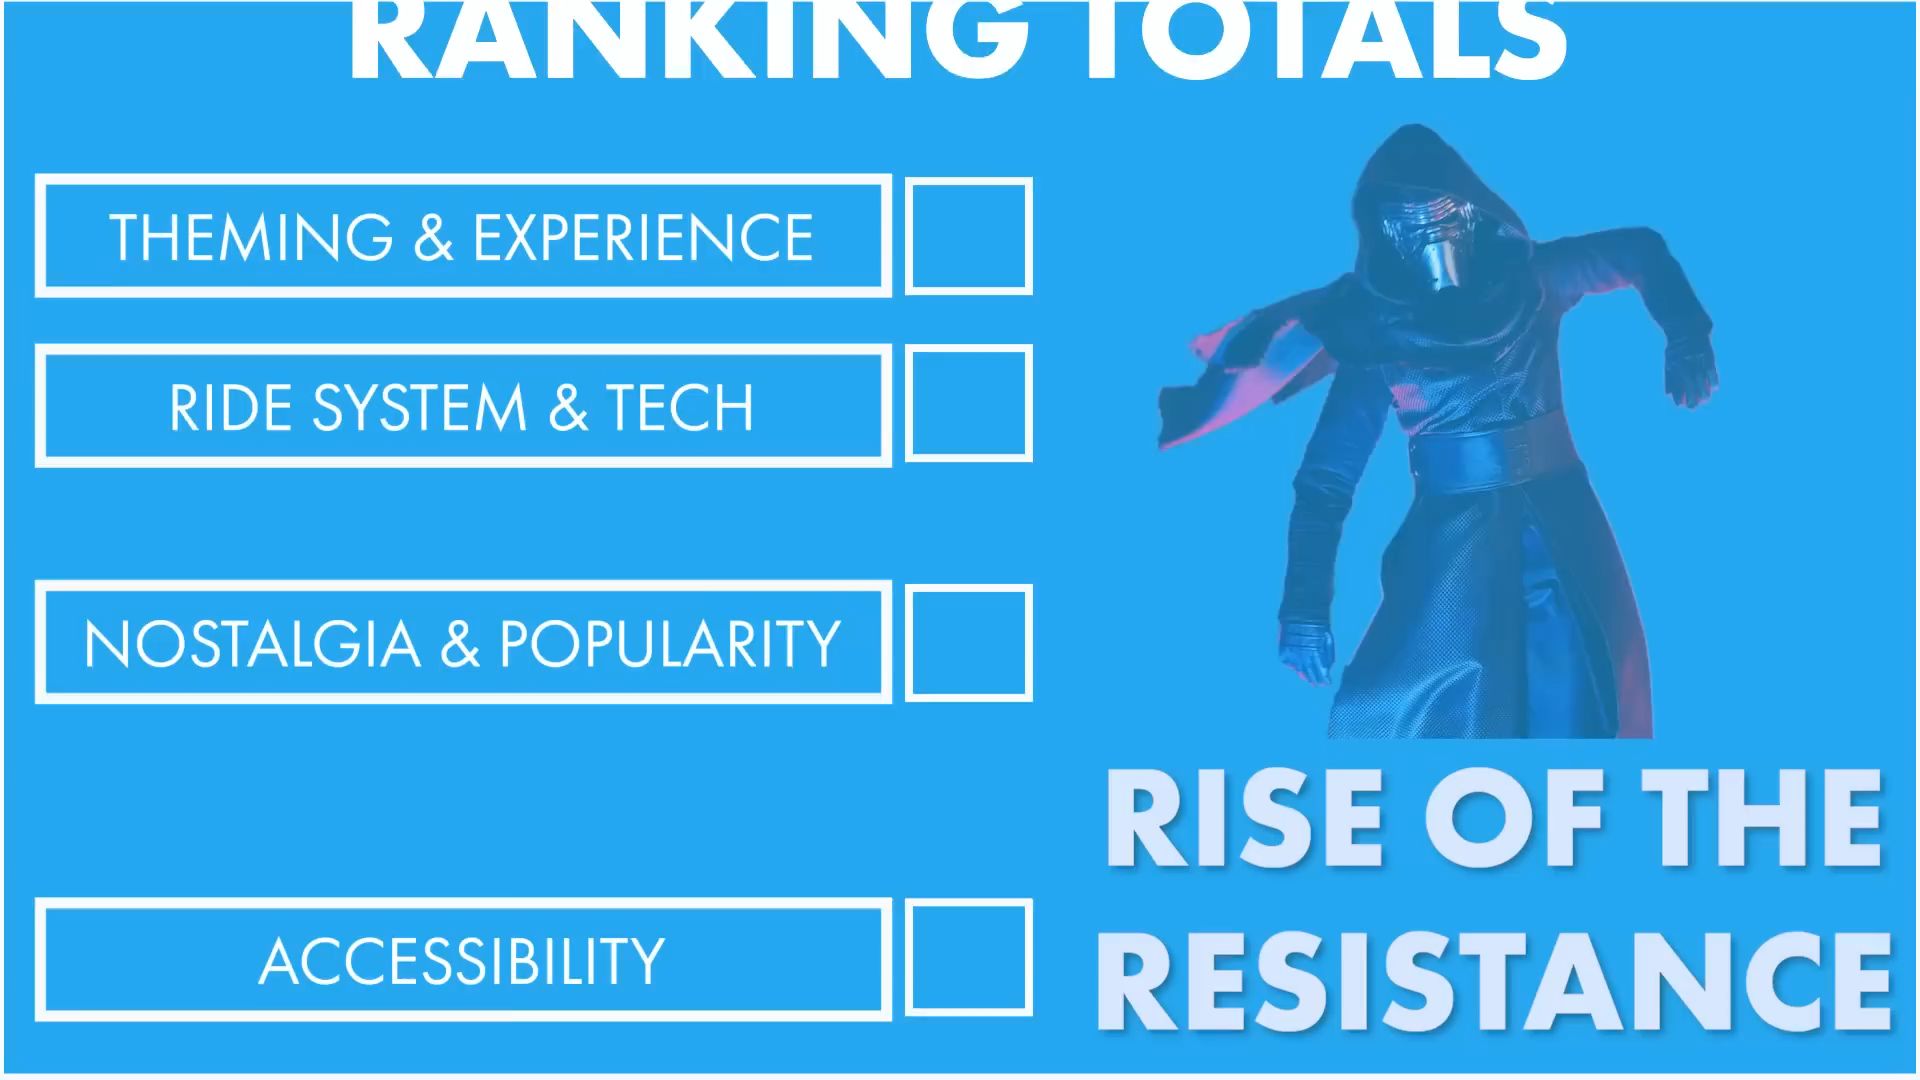 RANKING TOTALS
THEMING & EXPERIENCE
RIDE SYSTEM & TECH
NOSTALGIA & POPULARITY
ACCESSIBILITY
RISE OF THE
RESISTANCE